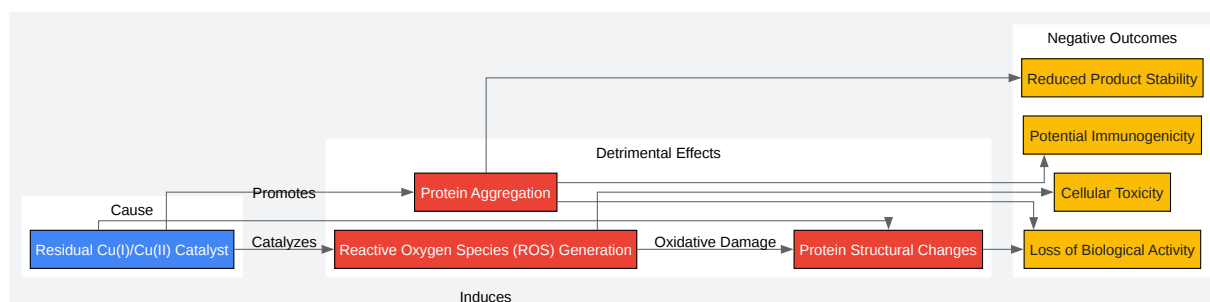 Negative Outcomes
Reduced Product Stability
Potential Immunogenicity
Detrimental Effects
Protein Aggregation
Promotes
Cellular Toxicity
Cause
Residual Cu(I)/Cu(II) Catalyst
Catalyzes
Reactive Oxygen Species (ROS) Generation
Oxidative Damage
Protein Structural Changes
Loss of Biological Activity
Induces